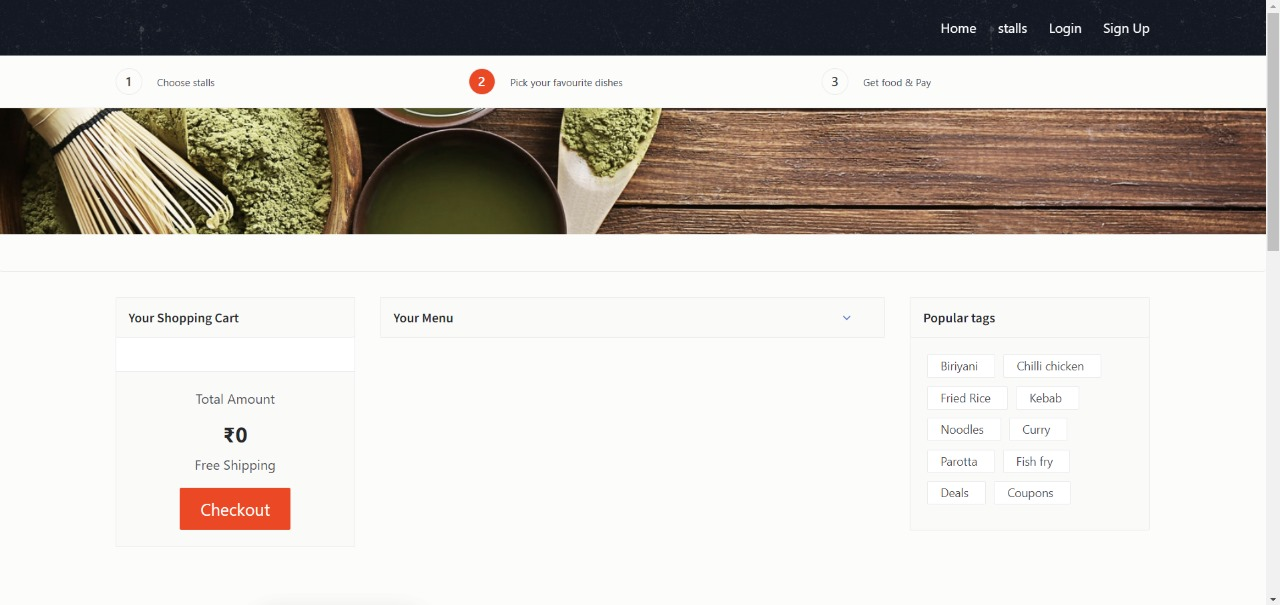 Home stalls Login Sign Up
1 Choose stalls 2 Pick your favourite dishes 3 Get food & Pay
Your Shopping Cart
Total Amount
₹0
Free Shipping
Checkout
Your Menu
Popular tags
Biriyani Chilli chicken
Fried Rice Kebab
Noodles Curry
Parotta Fish fry
Deals Coupons